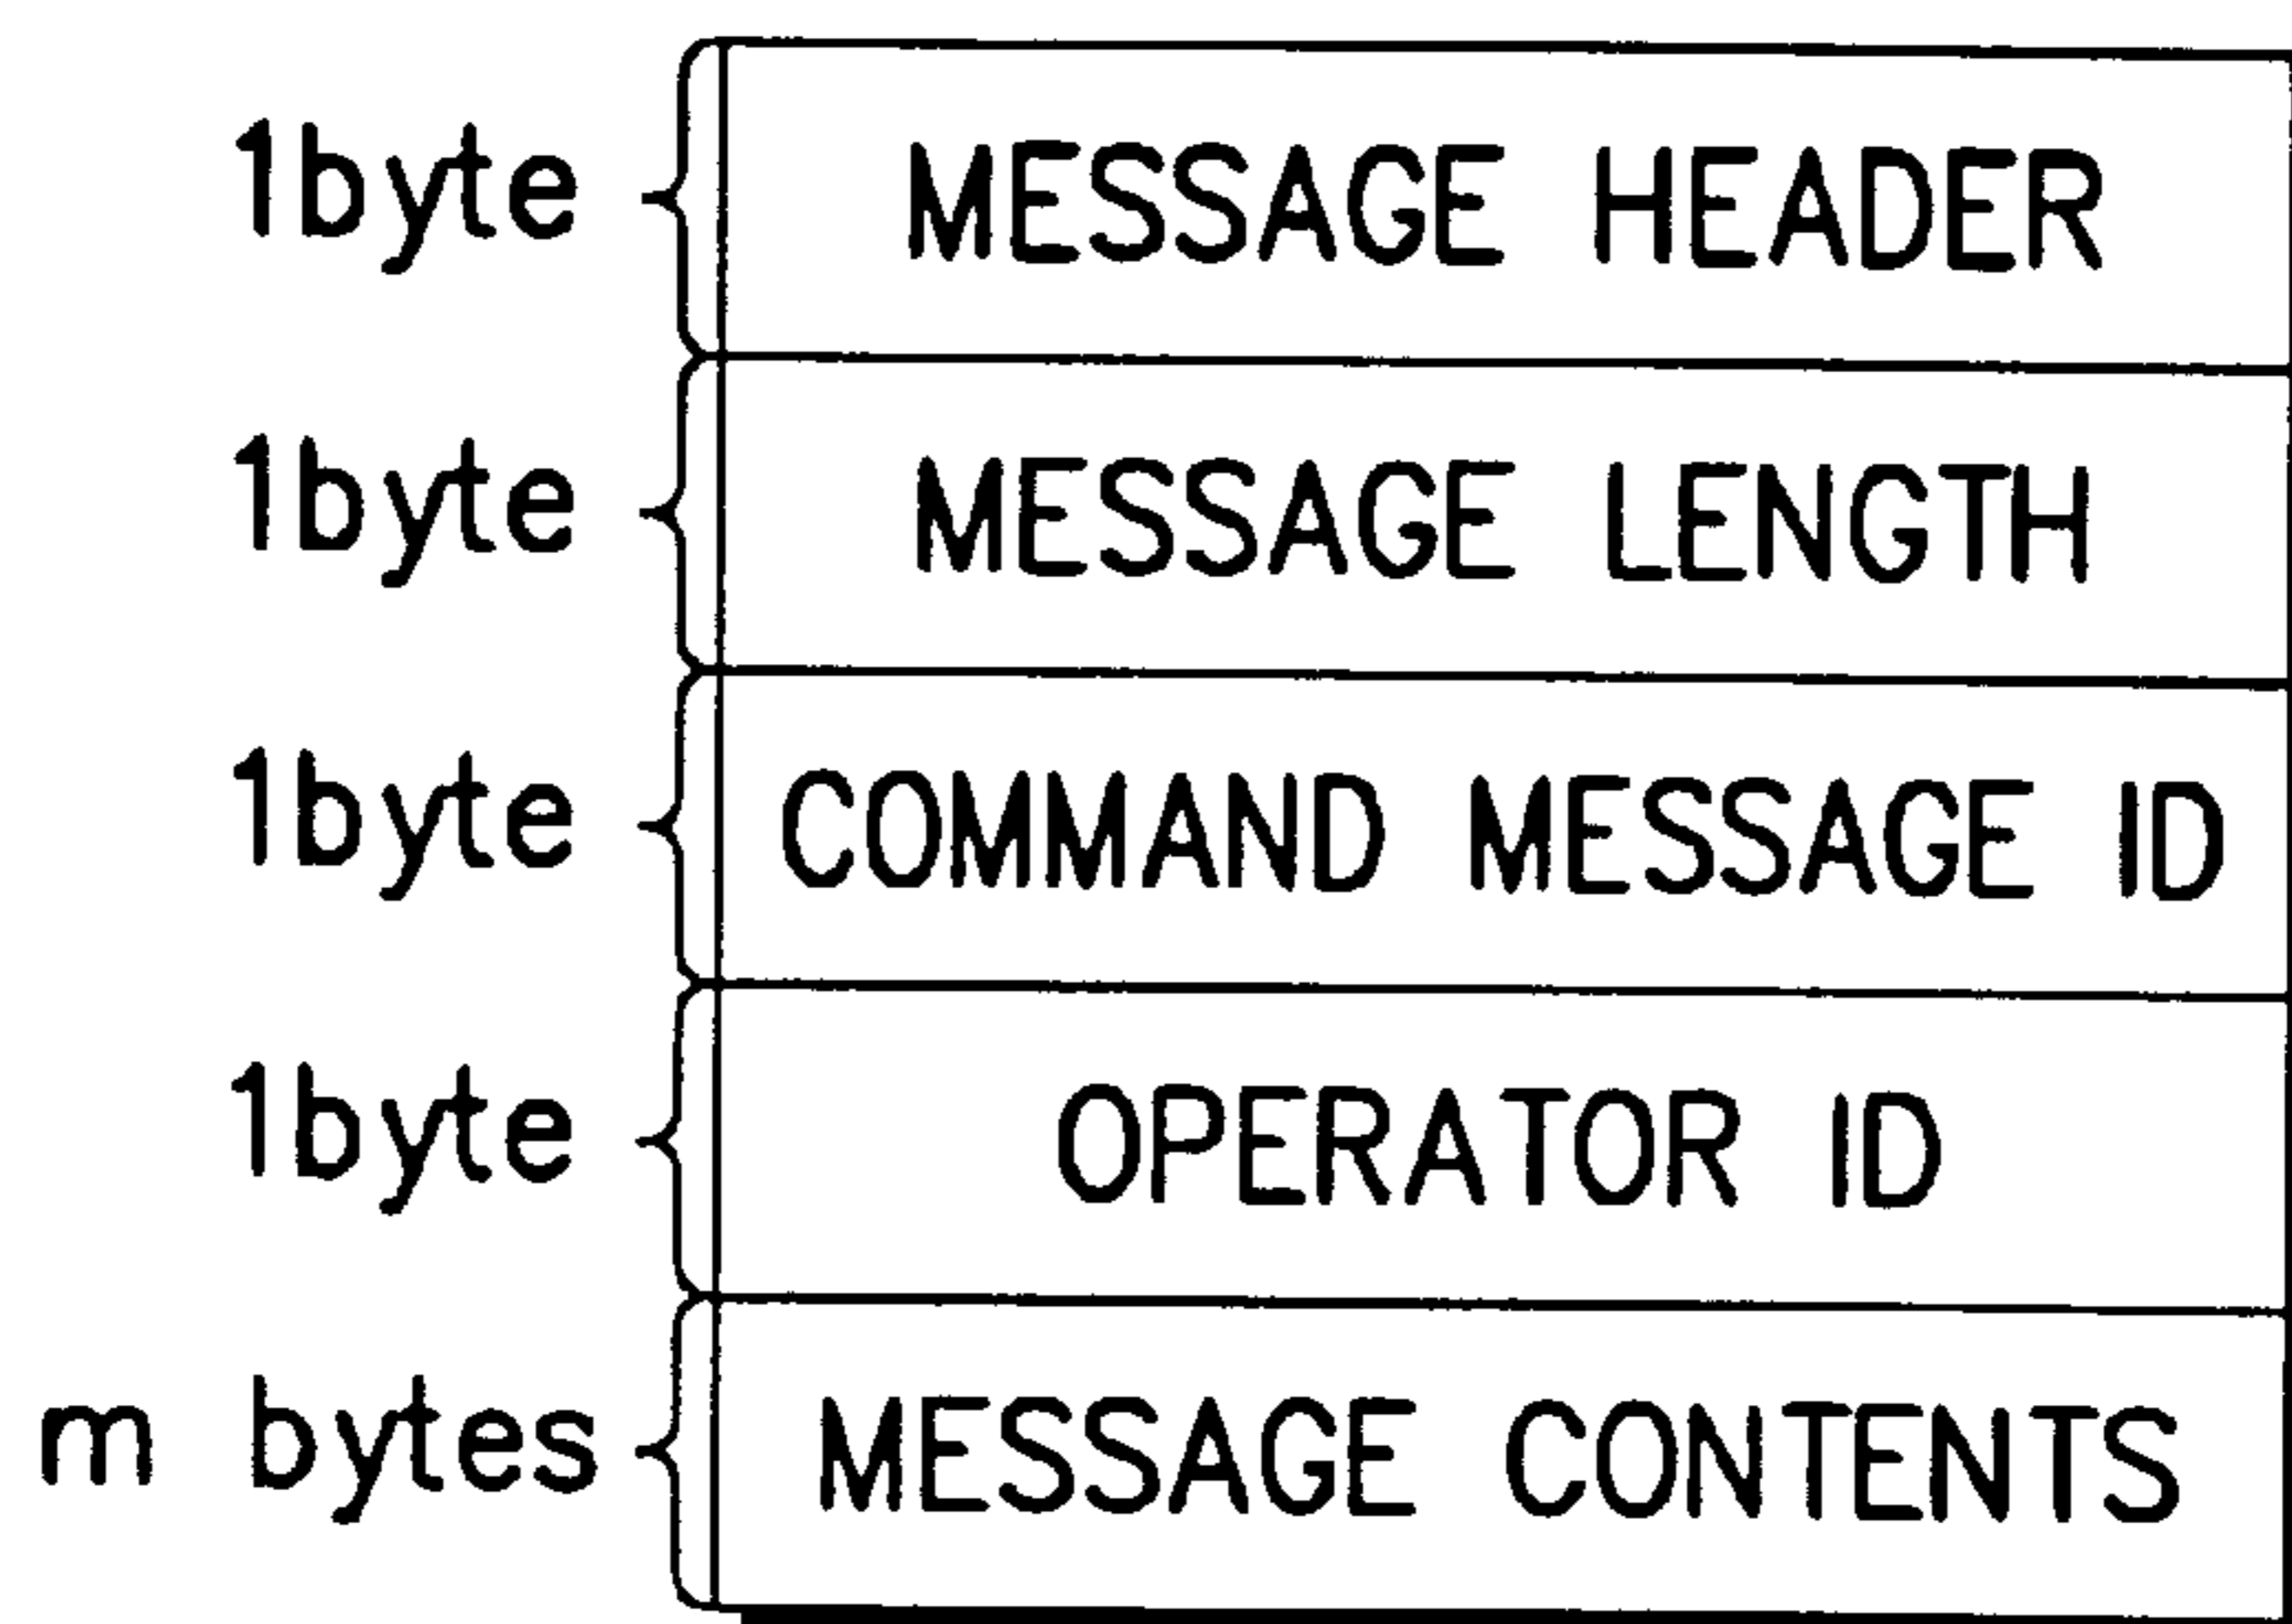 1byte MESSAGE HEADER
1byte MESSAGE LENGTH
1byte COMMAND MESSAGE ID
1byte OPERATOR ID
m bytes MESSAGE CONTENTS